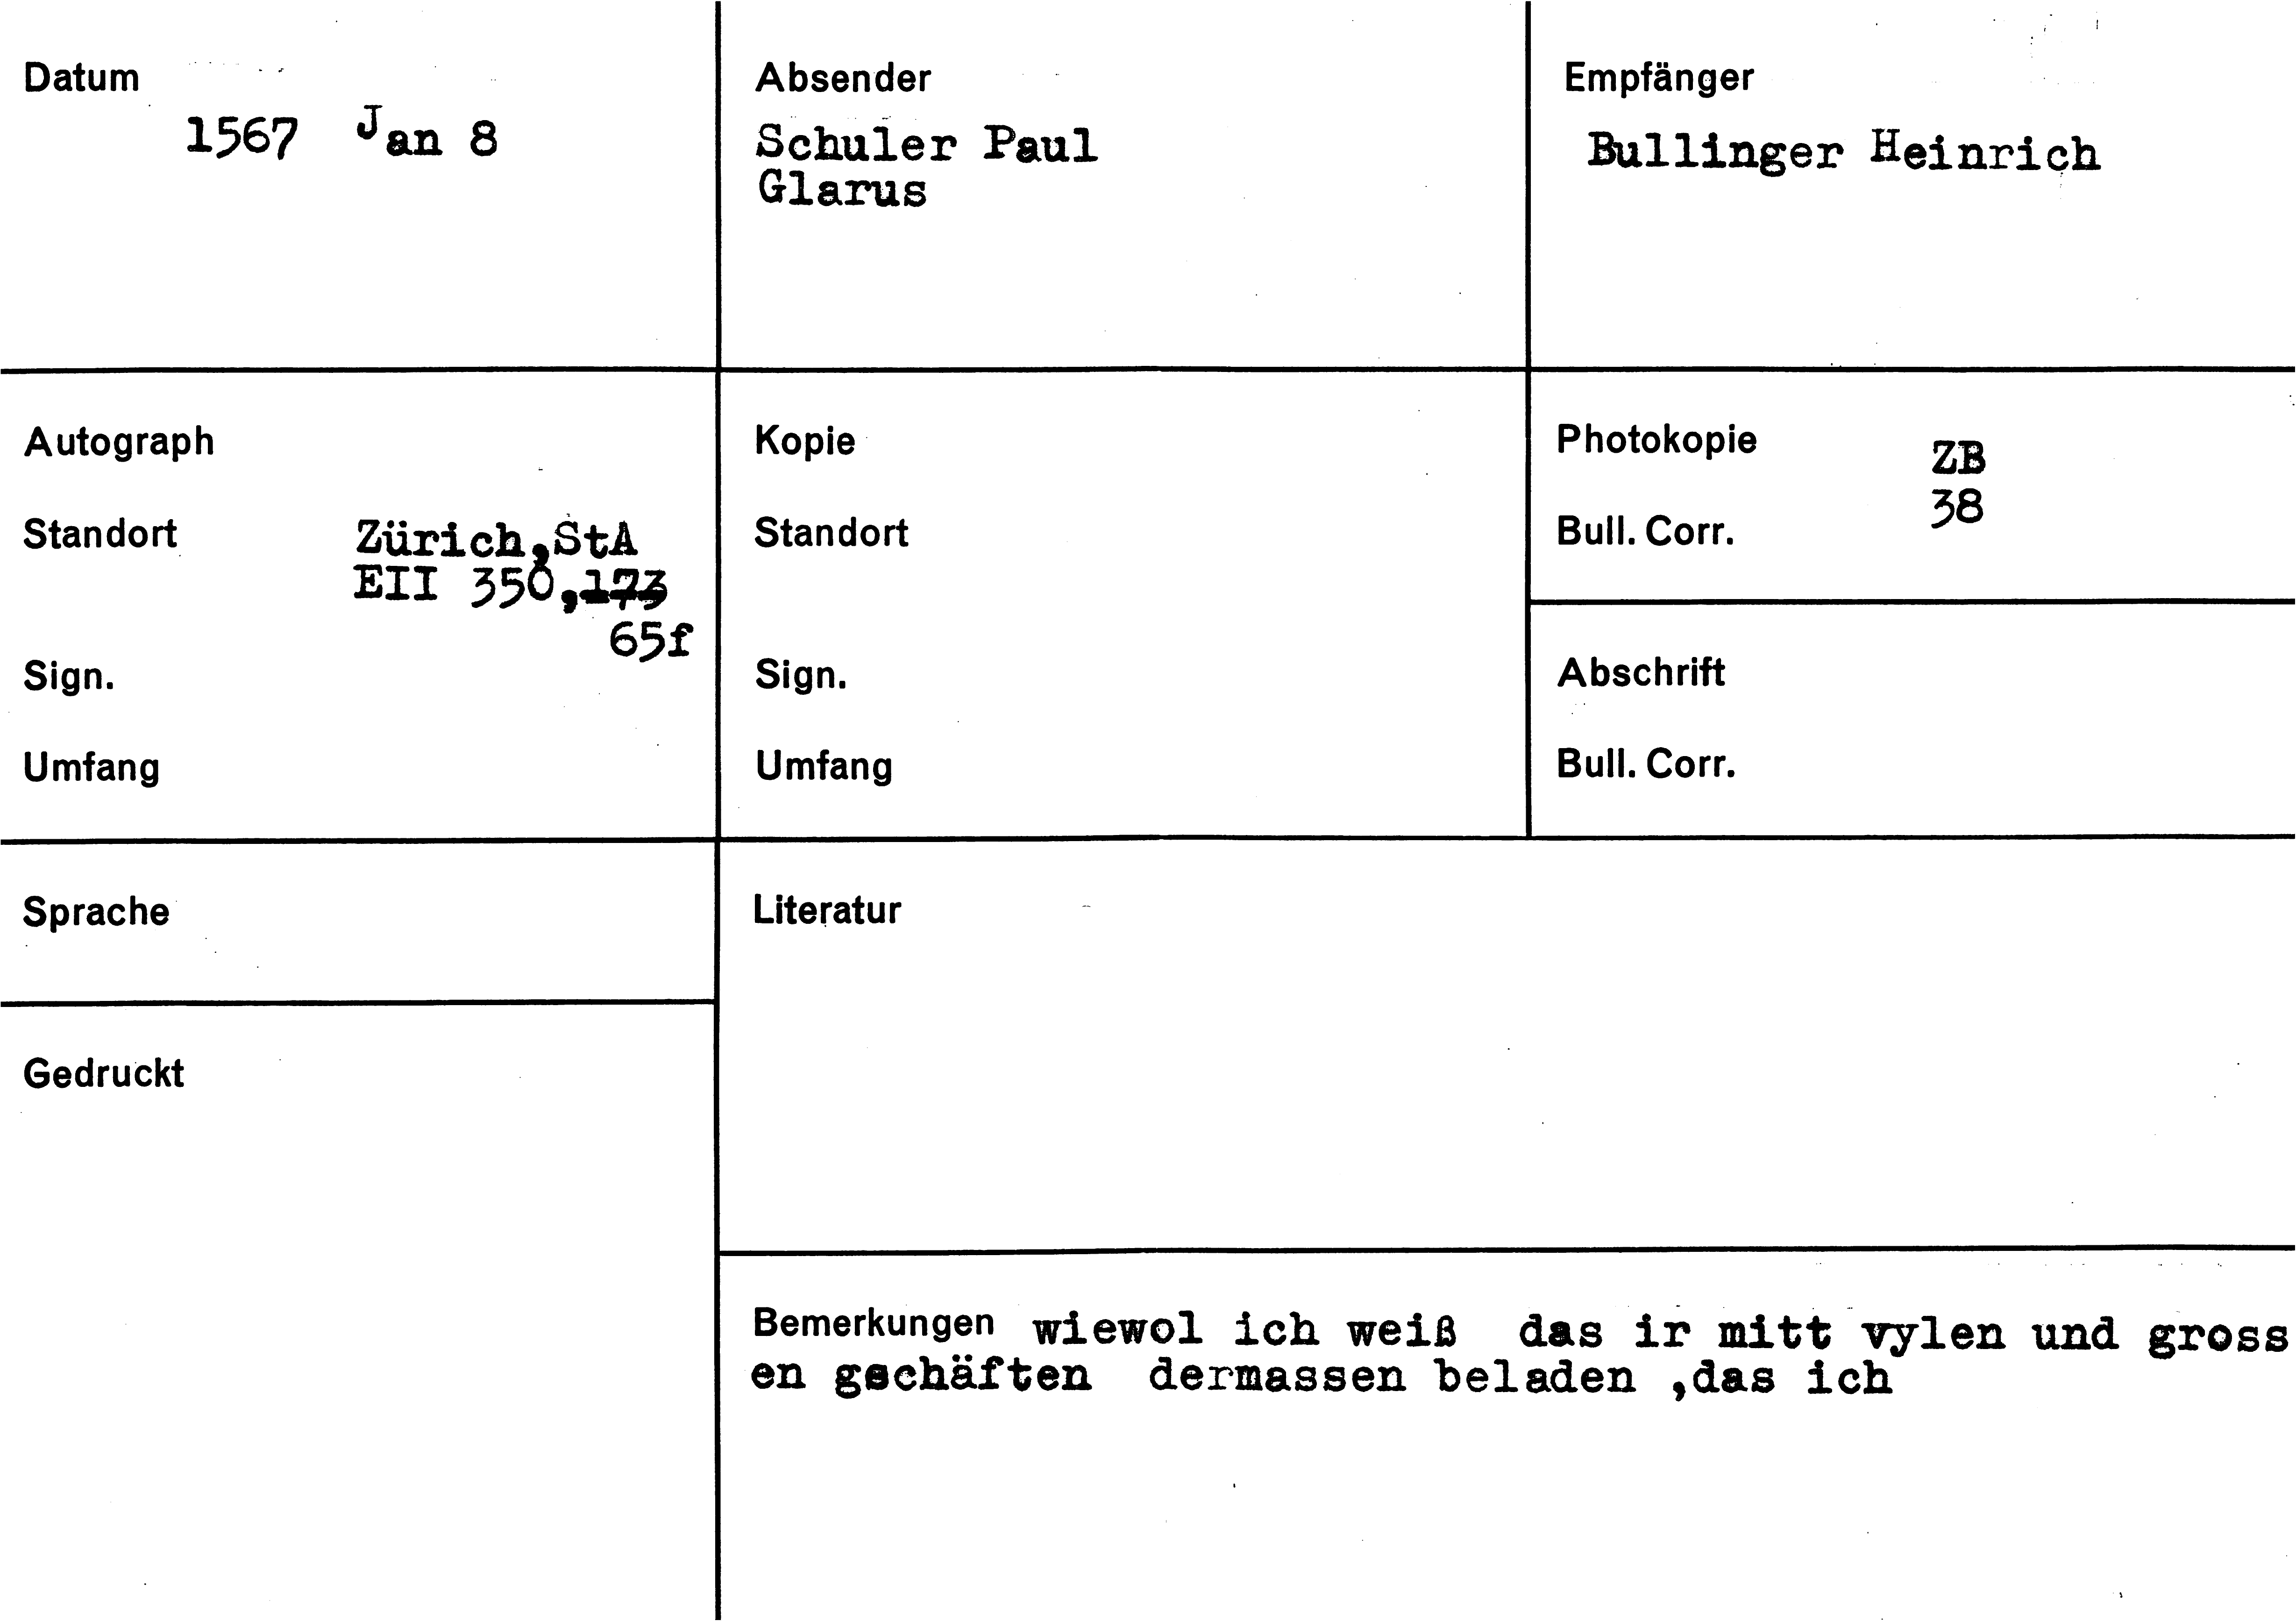 Datum
1567 Jan 8
Absender
Schuler Paul
Glarus
Empfänger
Bullinger Heinrich
Autograph
Standort Zürich,StA
EII 350,173
65f
Sign.
Umfang
Kopie
Standort
Sign.
Umfang
Photokopie ZB
Bull. Corr. 38
Abschrift
Bull. Corr.
Sprache
Gedruckt
Literatur
Bemerkungen wiewol ich weiß das ir mitt vylen und gross
en gschäften dermassen beladen ,das ich